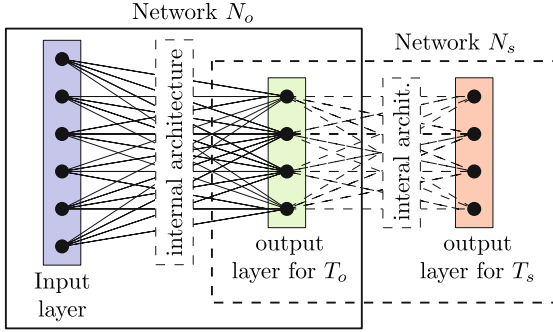 Network N_o
Network N_s
internal architecture
interal archit.
Input
layer
output
layer for T_o
output
layer for T_s